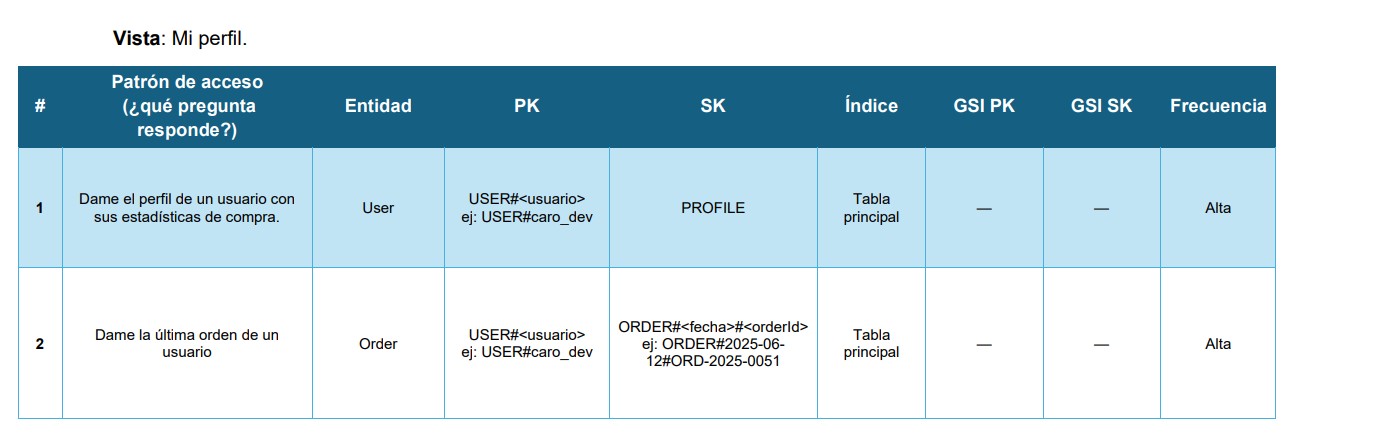 Vista: Mi perfil.
Patrón de acceso
(¿qué pregunta
responde?)
# Entidad PK SK Índice GSI PK GSI SK Frecuencia
1
Dame el perfil de un usuario con
sus estadísticas de compra.
User
USER#<usuario>
ej: USER#caro_dev
PROFILE
Tabla
principal
—
—
Alta
2
Dame la última orden de un
usuario
Order
USER#<usuario>
ej: USER#caro_dev
ORDER#<fecha>#<orderId>
ej: ORDER#2025-06-
12#ORD-2025-0051
Tabla
principal
—
—
Alta